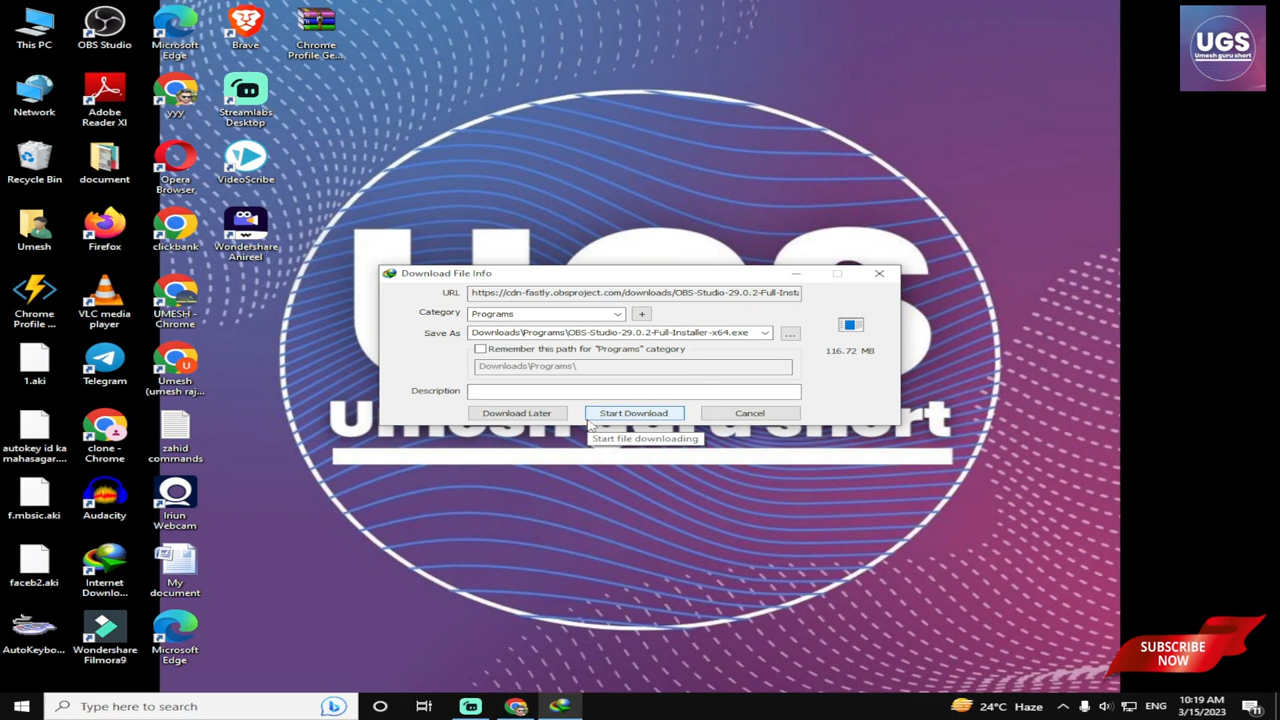 This PC
OBS Studio
Microsoft
Edge
Brave
Chrome
Profile Ge...
UGS
Umesh guru short
Network
Adobe
Reader XI
yyy
Streamlabs
Desktop
Recycle Bin
document
Opera
Browser
VideoScribe
Umesh
Firefox
clickbank
Wondershare
Anireel
Chrome
Profile ...
VLC media
player
UMESH -
Chrome
1.aki
Telegram
Umesh
(umesh raj...
autokey id ka
mahasagar....
clone -
Chrome
zahid
commands
f.mbsic.aki
Audacity
Iriun
Webcam
faceb2.aki
Internet
Downlo...
My
document
AutoKeybo...
Wondershare
Filmora9
Microsoft
Edge
UGS
Download File Info
URL https://cdn-fastly.obsproject.com/downloads/OBS-Studio-29.0.2-Full-Insta
Category Programs +
Save As Downloads\Programs\OBS-Studio-29.0.2-Full-Installer-x64.exe ...
116.72 MB
Remember this path for "Programs" category
Downloads\Programs\
Description
Download Later Start Download Cancel
Start file downloading
Umesh guru short
SUBSCRIBE
NOW
Type here to search
24°C Haze
ENG
10:19 AM
3/15/2023
11